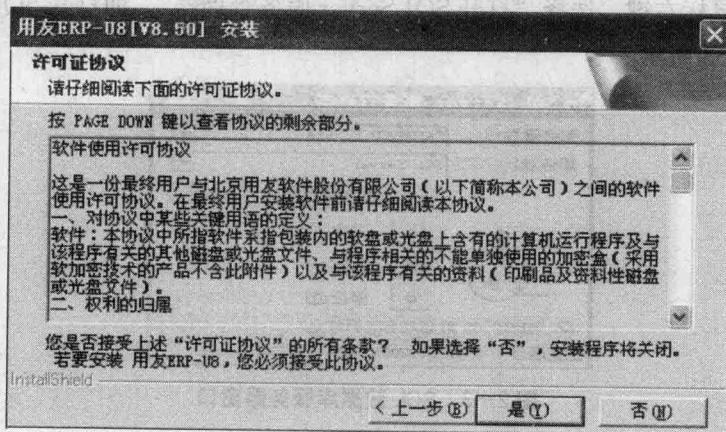 用友ERP-U8[V8.50] 安装
许可证协议
请仔细阅读下面的许可证协议。
按 PAGE DOWN 键以查看协议的剩余部分。
软件使用许可协议
这是一份最终用户与北京用友软件股份有限公司（以下简称本公司）之间的软件
使用许可协议。在最终用户安装软件前请仔细阅读本协议。
一、对协议中某些关键用语的定义：
软件：本协议中所指软件系指包装内的软盘或光盘上含有的计算机运行程序及与
该程序有关的其他磁盘或光盘文件、与程序相关的不能单独使用的加密盒（采用
软加密技术的产品不含此附件）以及与该程序有关的资料（印刷品及资料性磁盘
或光盘文件）。
二、权利的归属
您是否接受上述“许可证协议”的所有条款？ 如果选择“否”，安装程序将关闭。
若要安装 用友ERP-U8，您必须接受此协议。
InstallShield
< 上一步(B) 是(Y) 否(N)